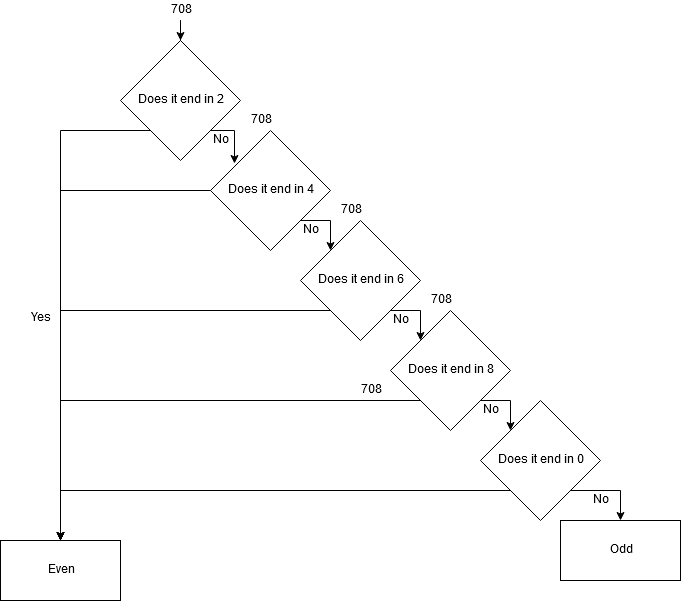 708
Does it end in 2
No
708
Does it end in 4
No
708
Does it end in 6
No
708
Yes
Does it end in 8
708
No
Does it end in 0
No
Even
Odd